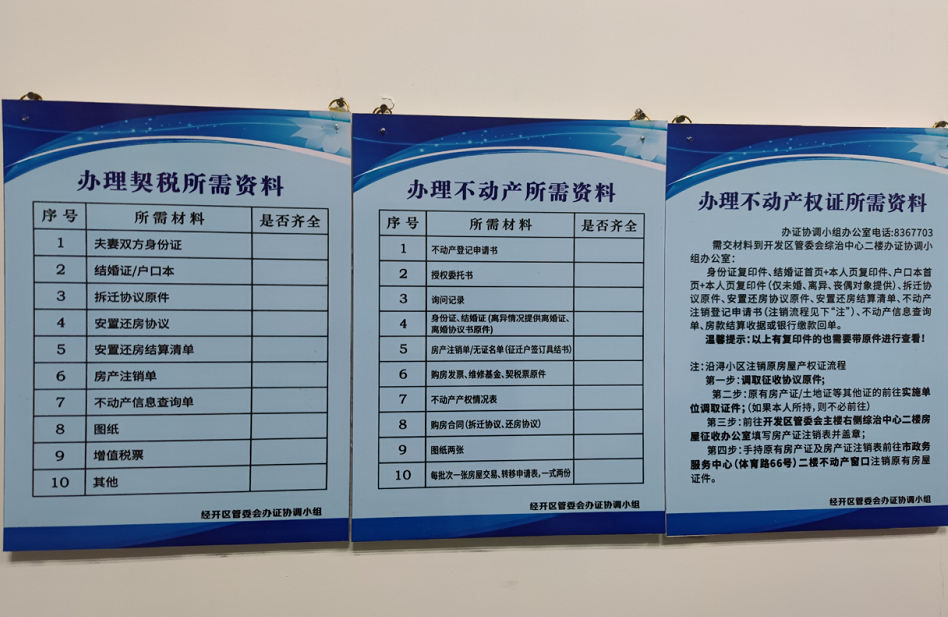 办理契税所需资料
序号 所需材料 是否齐全
1 夫妻双方身份证
2 结婚证/户口本
3 拆迁协议原件
4 安置还房协议
5 安置还房结算清单
6 房产注销单
7 不动产信息查询单
8 图纸
9 增值税票
10 其他
经开区管委会办证协调小组
办理不动产所需资料
序号 所需材料 是否齐全
1 不动产登记申请书
2 授权委托书
3 询问记录
4 身份证、结婚证(离异情况提供离婚证、
离婚协议书原件)
5 房产注销单/无证名单(征迁户签订具结书)
6 购房发票、维修基金、契税票原件
7 不动产产权情况表
8 购房合同(拆迁协议、还房协议)
9 图纸两张
10 每批次一张房屋交易、转移申请表,一式两份
经开区管委会办证协调小组
办理不动产权证所需资料
办证协调小组办公室电话:8367703
需交材料到开发区管委会综治中心二楼办证协调小
组办公室:
身份证复印件、结婚证首页+本人页复印件、户口本首
页+本人页复印件(仅未婚、离异、丧偶对象提供)、拆迁协
议原件、安置还房协议原件、安置还房结算清单、不动产
注销登记申请书(注销流程见下“注”)、不动产信息查询
单、房款结算收据或银行缴款回单。
温馨提示:以上有复印件的也需要带原件进行查看!
注:沿浔小区注销原房屋产权证流程
第一步:调取征收协议原件;
第二步:原有房产证/土地证等其他证的前往实施单
位调取证件;(如果本人所持,则不必前往)
第三步:前往开发区管委会主楼右侧综治中心二楼房
屋征收办公室填写房产证注销表并盖章;
第四步:手持原有房产证及房产证注销表前往市政务
服务中心(体育路66号)二楼不动产窗口注销原有房屋
证件。
经开区管委会办证协调小组